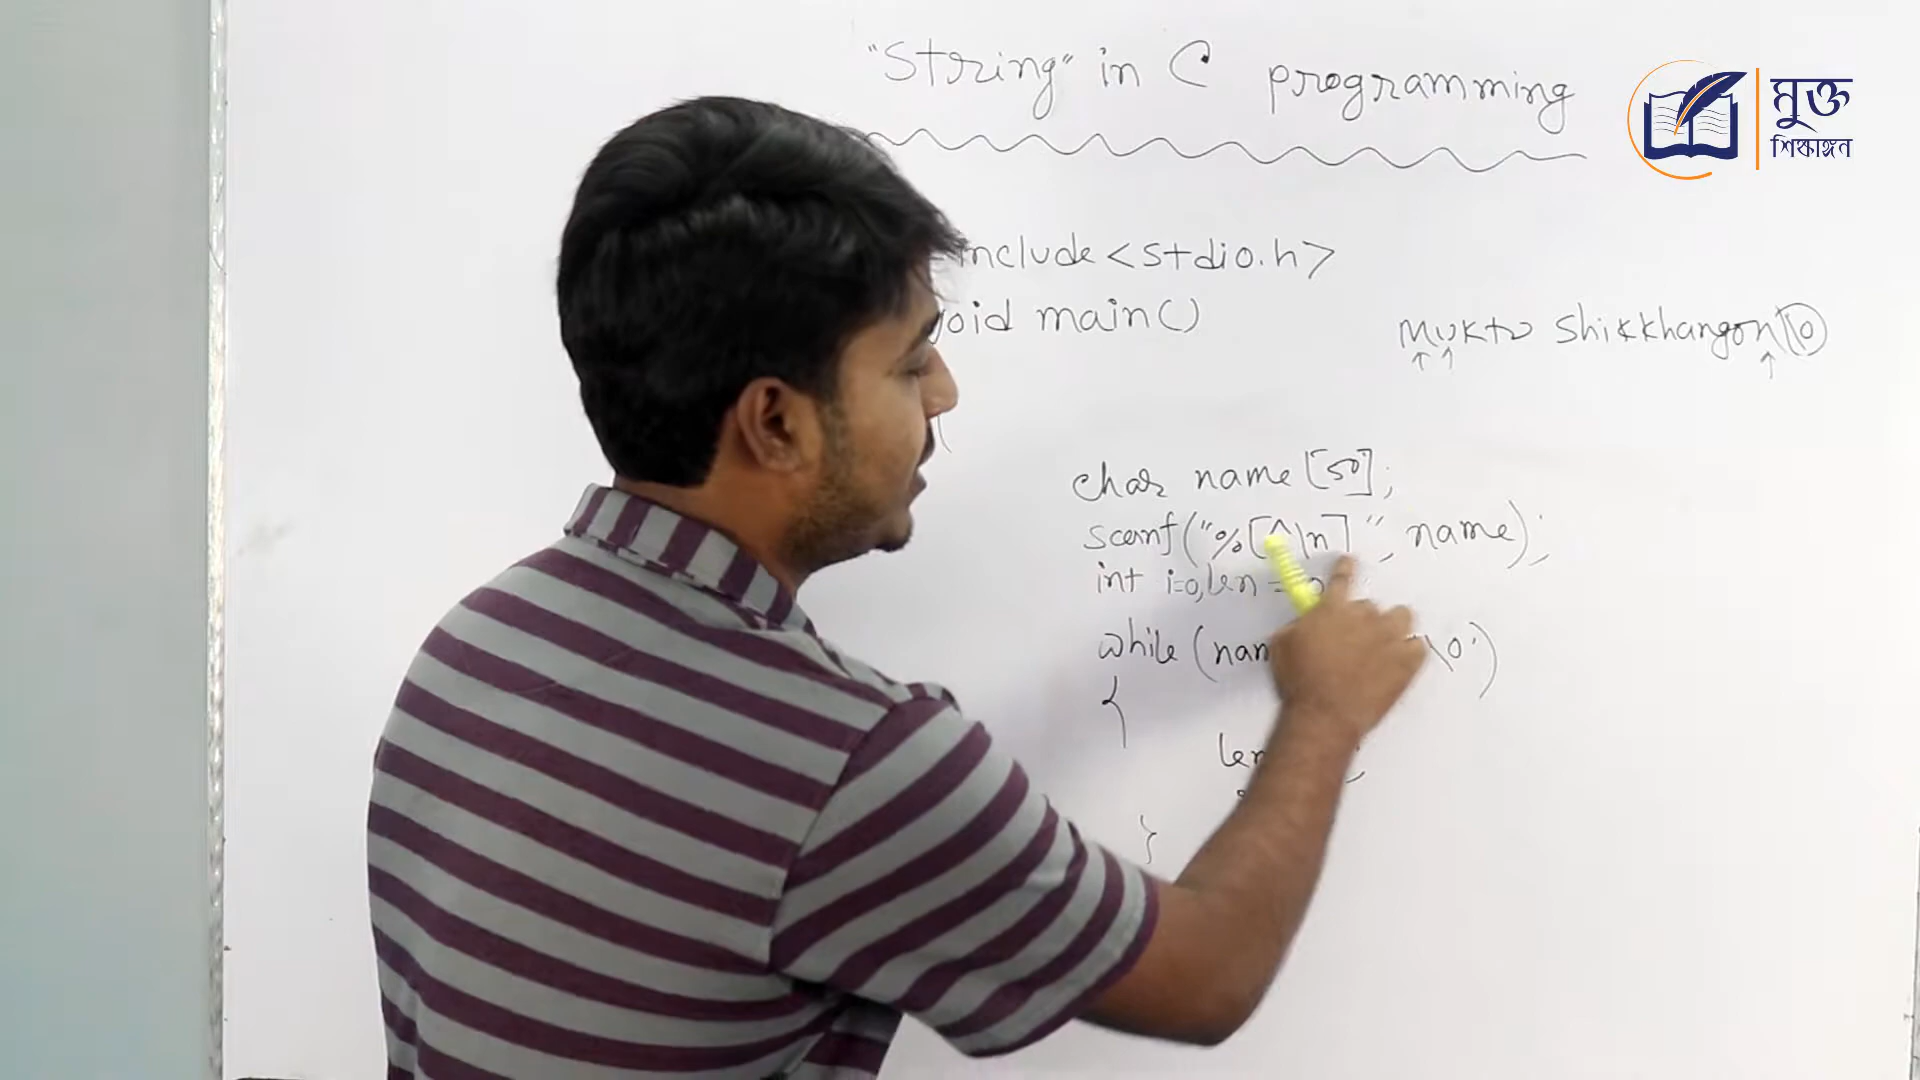 "String" in C programming
মুক্ত
শিক্ষাঙ্গন
include<stdio.h>
void main()
Mukto Shikkhangon\0
{
char name[50];
scanf("%[^\n]", name);
int i=0,len =
while (nam \0')
{
len
}